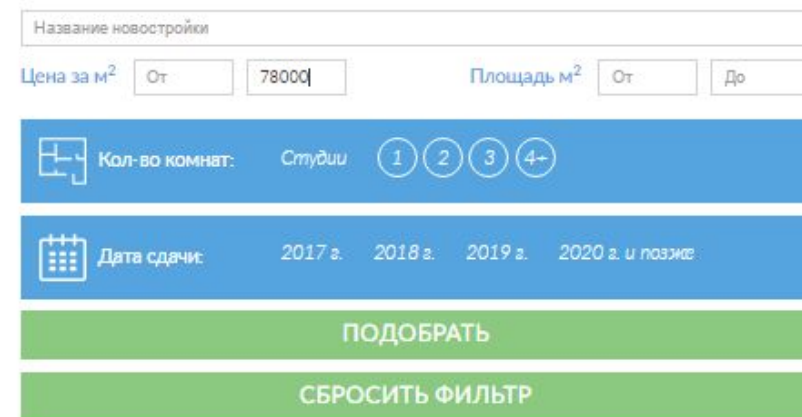 Название новостройки
Цена за м² От 78000 Площадь м² От До
Кол-во комнат: Студии 1 2 3 4+
Дата сдачи: 2017 г. 2018 г. 2019 г. 2020 г. и позже
ПОДОБРАТЬ
СБРОСИТЬ ФИЛЬТР